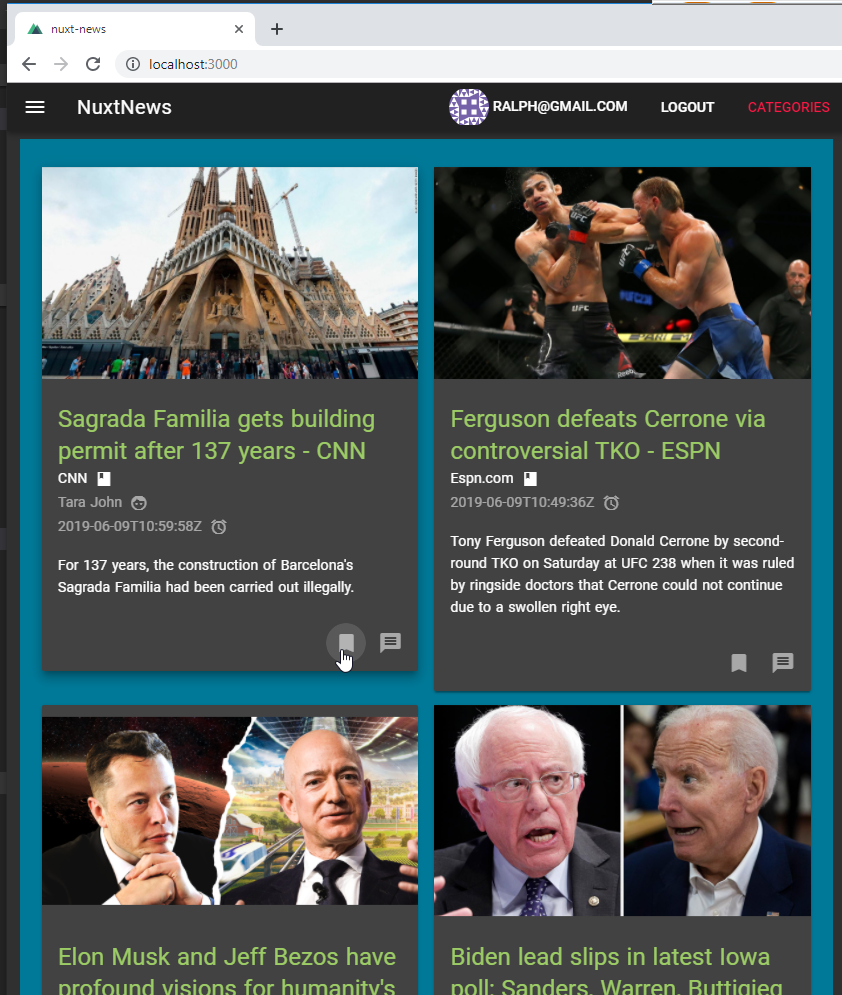 nuxt-news
localhost:3000
NuxtNews
RALPH@GMAIL.COM
LOGOUT
CATEGORIES
UFC
Reebok
Sagrada Familia gets building
permit after 137 years - CNN
CNN
Tara John
2019-06-09T10:59:58Z
For 137 years, the construction of Barcelona's
Sagrada Familia had been carried out illegally.
Ferguson defeats Cerrone via
controversial TKO - ESPN
Espn.com
2019-06-09T10:49:36Z
Tony Ferguson defeated Donald Cerrone by second-
round TKO on Saturday at UFC 238 when it was ruled
by ringside doctors that Cerrone could not continue
due to a swollen right eye.
Elon Musk and Jeff Bezos have
profound visions for humanity's
Biden lead slips in latest Iowa
poll; Sanders, Warren, Buttigieg